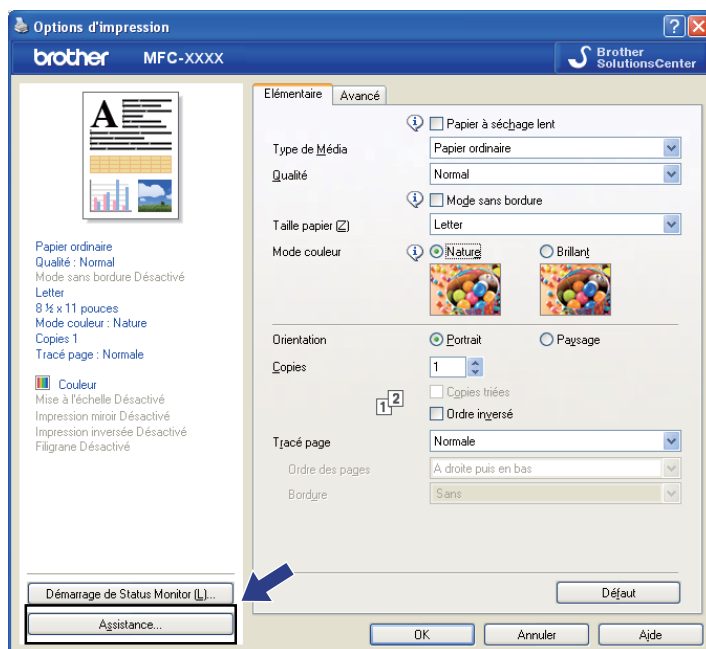 Options d'impression
brother MFC-XXXX
Brother
SolutionsCenter
Elémentaire Avancé
A
Papier à séchage lent
Type de Média Papier ordinaire
Qualité Normal
Mode sans bordure
Taille papier (Z) Letter
Mode couleur Nature Brillant
Orientation Portrait Paysage
Copies 1
Copies triées
1 2
Ordre inversé
Tracé page Normale
Ordre des pages A droite puis en bas
Bordure Sans
Papier ordinaire
Qualité : Normal
Mode sans bordure Désactivé
Letter
8 ½ x 11 pouces
Mode couleur : Nature
Copies 1
Tracé page : Normale
Couleur
Mise à l'échelle Désactivé
Impression miroir Désactivé
Impression inversée Désactivé
Filigrane Désactivé
Démarrage de Status Monitor (L)...
Assistance...
Défaut
OK Annuler Aide